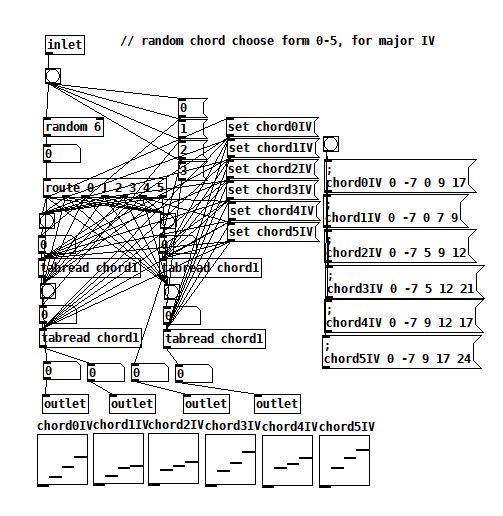 inlet
// random chord choose form 0-5, for major IV
0
random 6
1
set chord0IV
set chord1IV
0
2
set chord2IV
;
chord0IV 0 -7 0 9 17
3
route 0 1 2 3 4 5
set chord3IV
set chord4IV
;
chord1IV 0 -7 0 7 9
set chord5IV
0
0
;
chord2IV 0 -7 5 9 12
tabread chord1
tabread chord1
;
chord3IV 0 -7 5 12 21
0
0
;
chord4IV 0 -7 9 12 17
tabread chord1
tabread chord1
;
chord5IV 0 -7 9 17 24
0
0
0
0
outlet
outlet
outlet
outlet
chord0IV
chord1IV
chord2IV
chord3IV
chord4IV
chord5IV